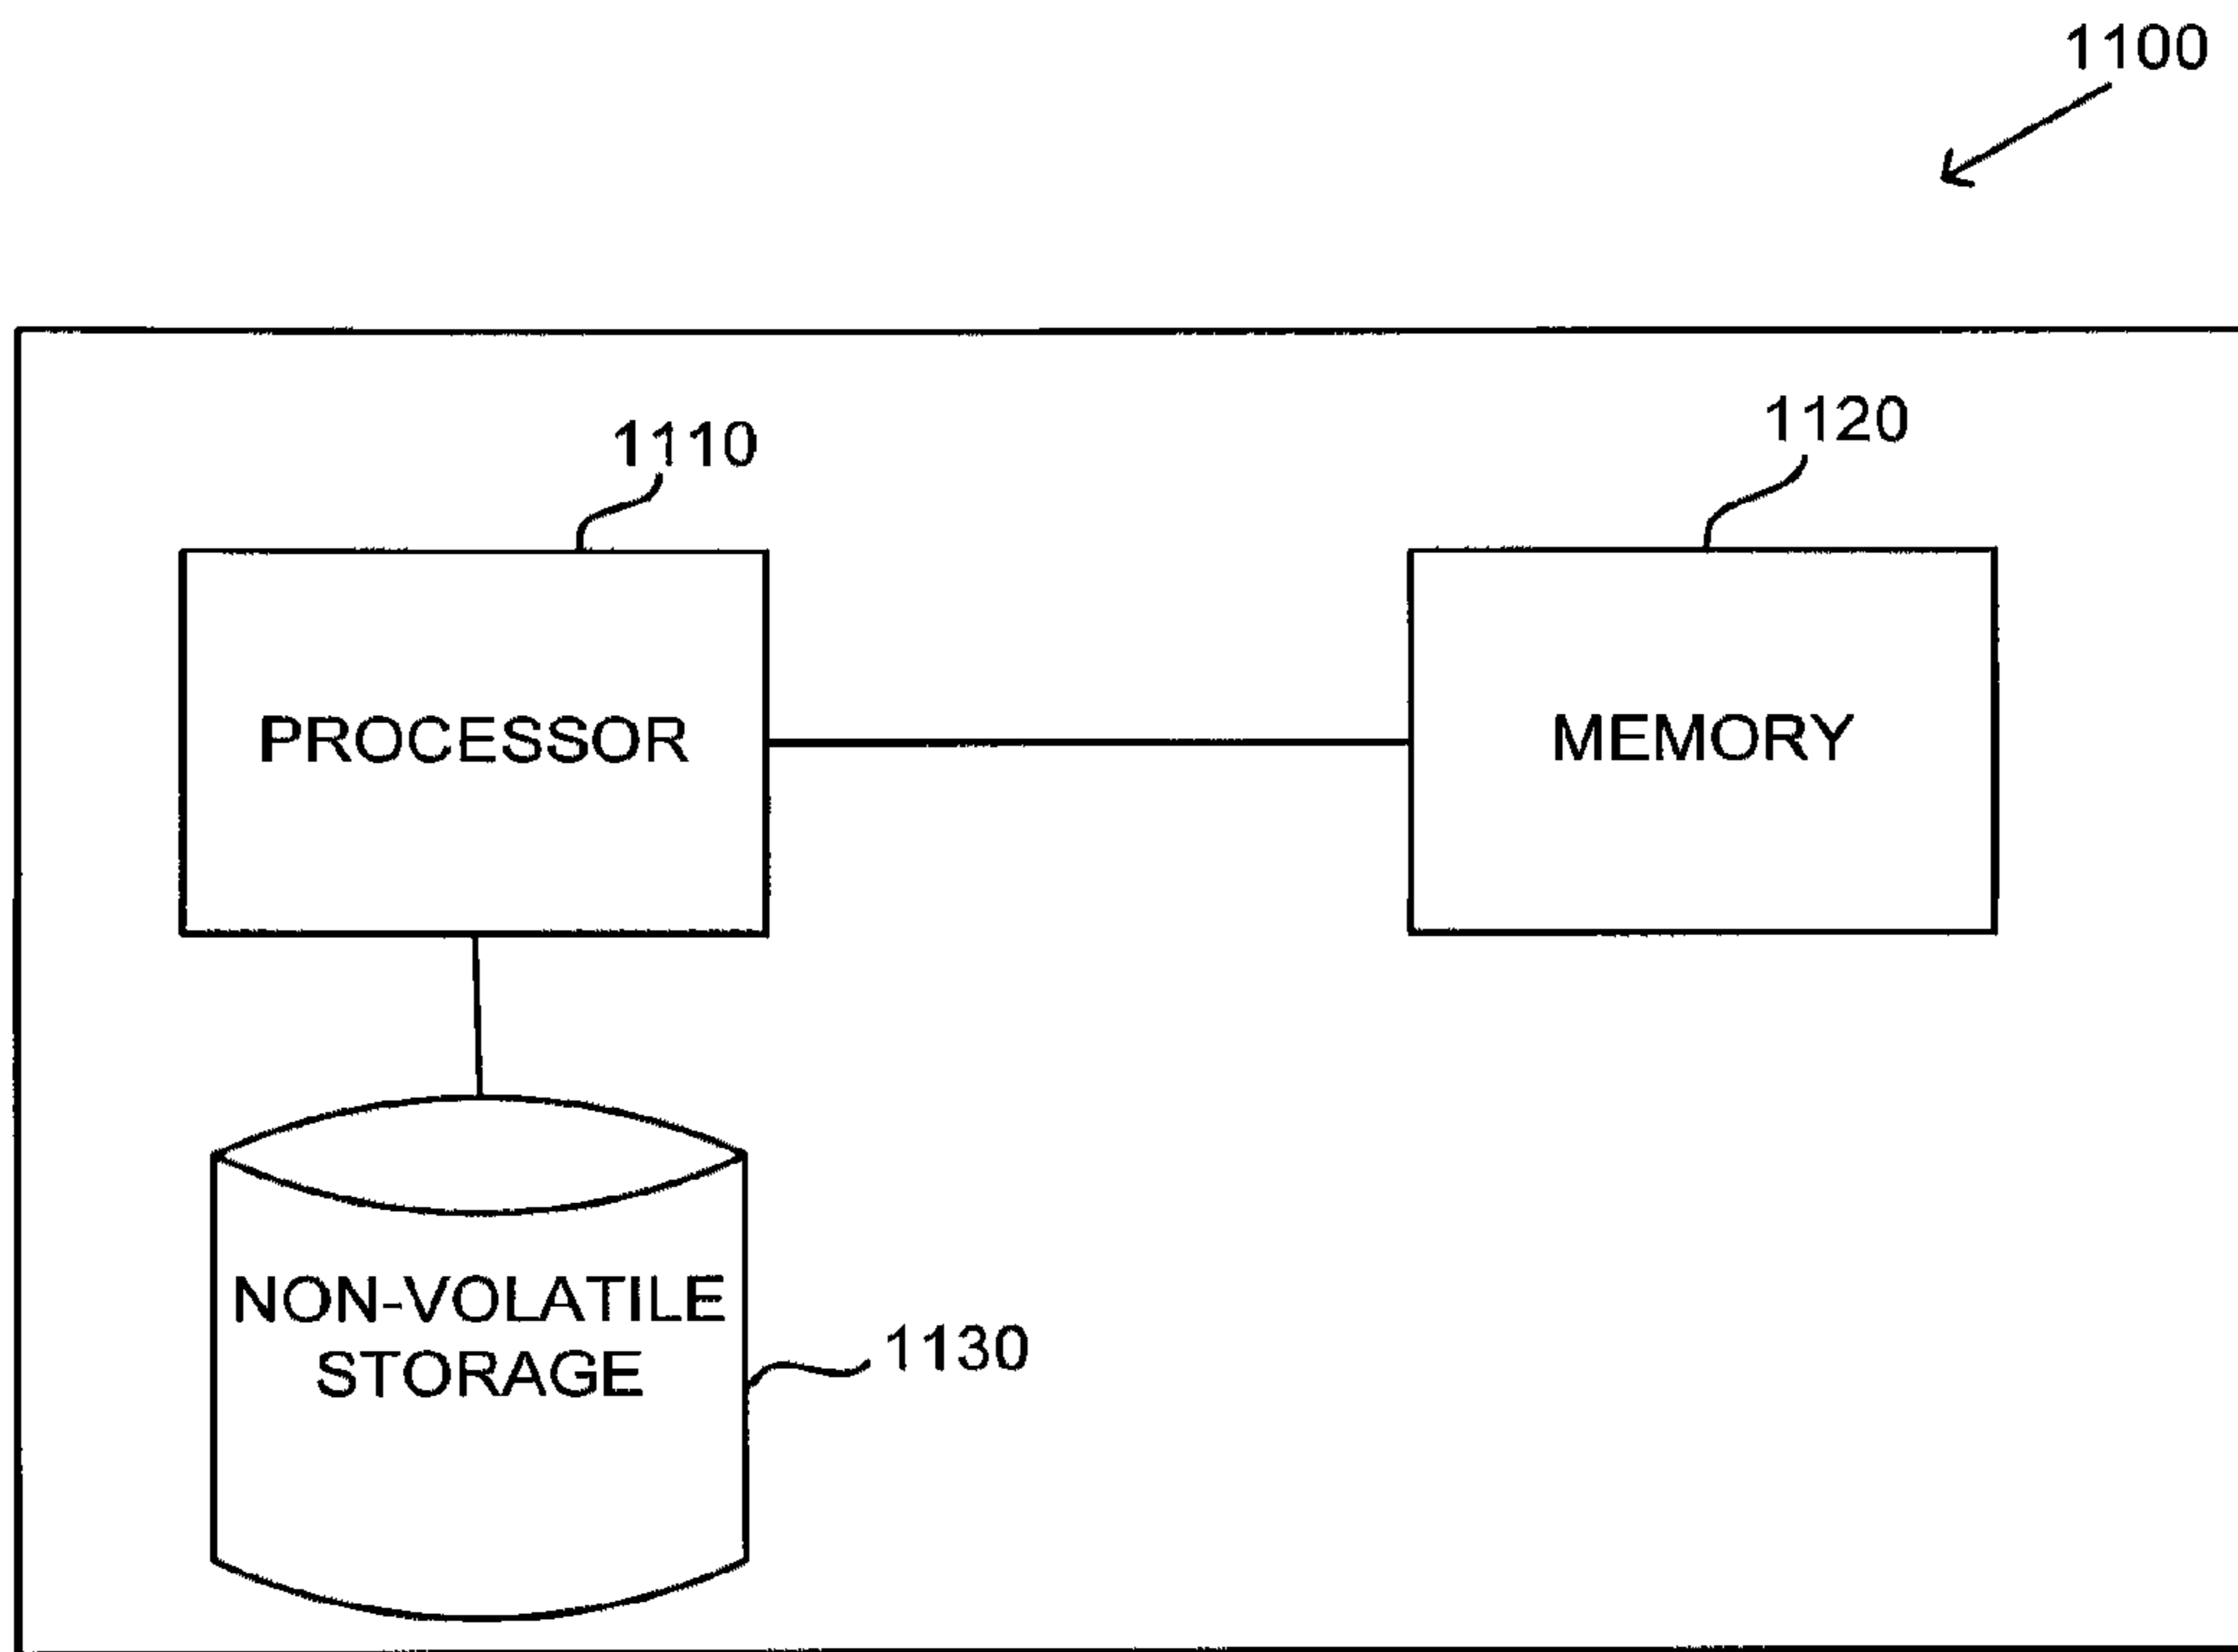 1100
1110
1120
PROCESSOR
MEMORY
NON-VOLATILE
STORAGE
1130